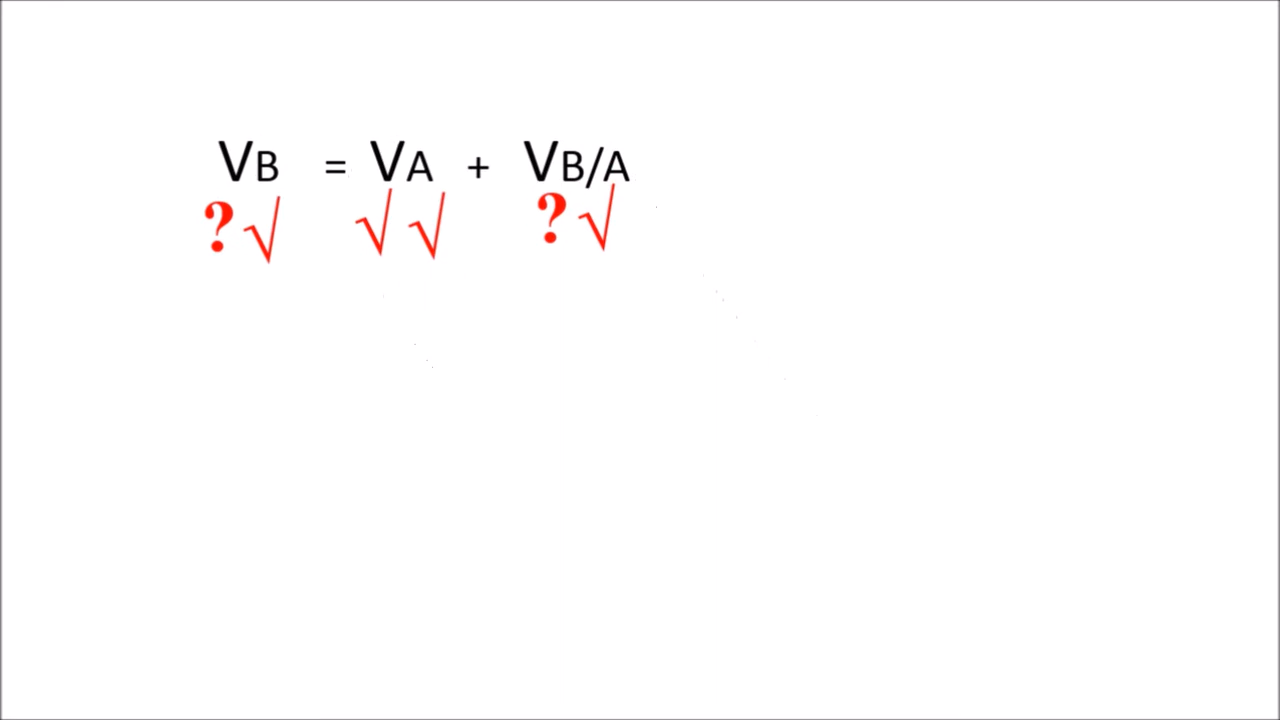 VB = VA + VB/A
?√ √√ ?√